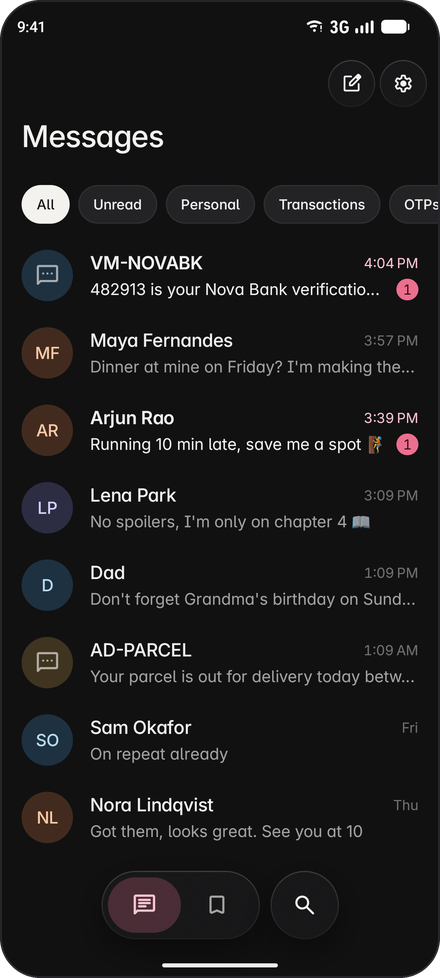 9:41
3G
Messages
All
Unread
Personal
Transactions
OTPs
VM-NOVABK
4:04 PM
482913 is your Nova Bank verificatio...
1
Maya Fernandes
3:57 PM
Dinner at mine on Friday? I'm making the...
MF
Arjun Rao
3:39 PM
Running 10 min late, save me a spot 🧗
1
AR
Lena Park
3:09 PM
No spoilers, I'm only on chapter 4 📖
LP
Dad
1:09 PM
Don't forget Grandma's birthday on Sund...
D
AD-PARCEL
1:09 AM
Your parcel is out for delivery today betw...
Sam Okafor
Fri
On repeat already
SO
Nora Lindqvist
Thu
Got them, looks great. See you at 10
NL